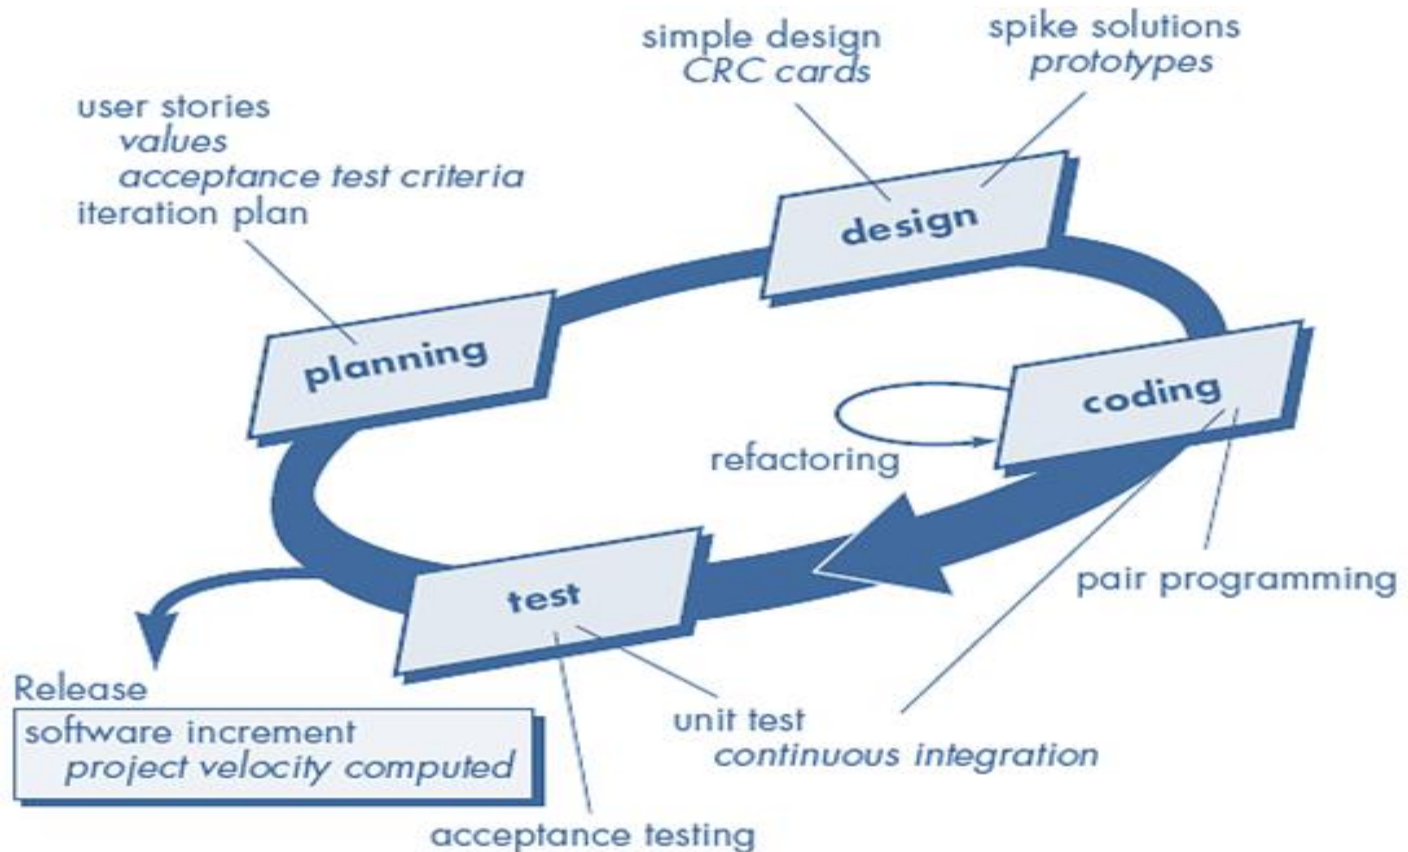 simple design
CRC cards
spike solutions
prototypes
user stories
values
acceptance test criteria
iteration plan
design
planning
coding
refactoring
test
pair programming
Release
software increment
project velocity computed
unit test
continuous integration
acceptance testing